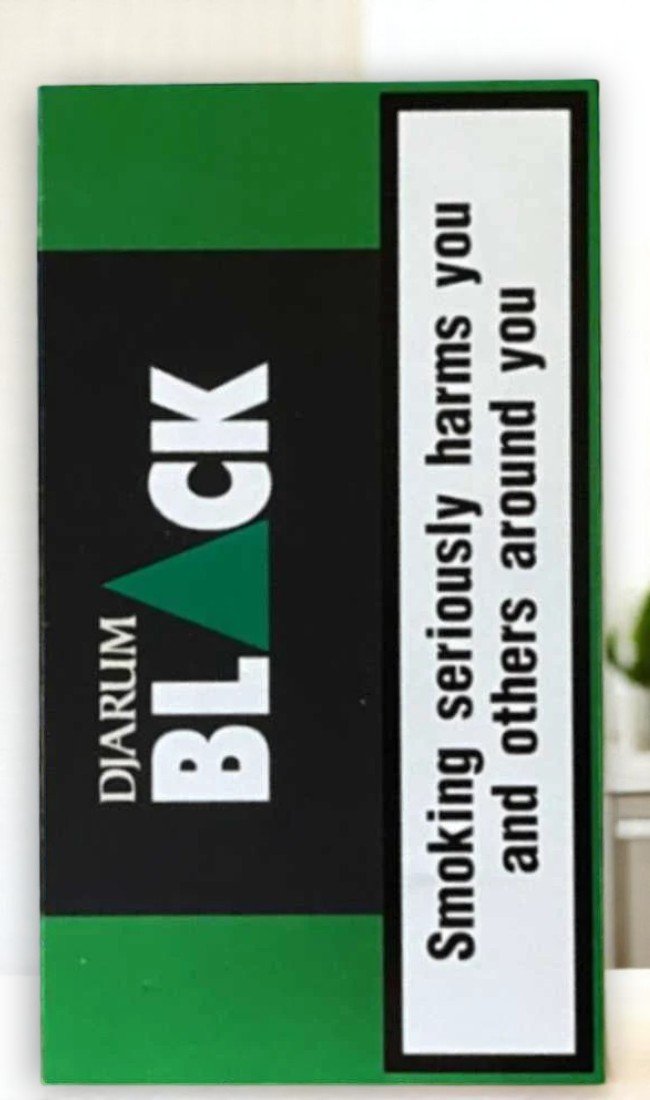 DJARUM
BLACK
Smoking seriously harms you
and others around you